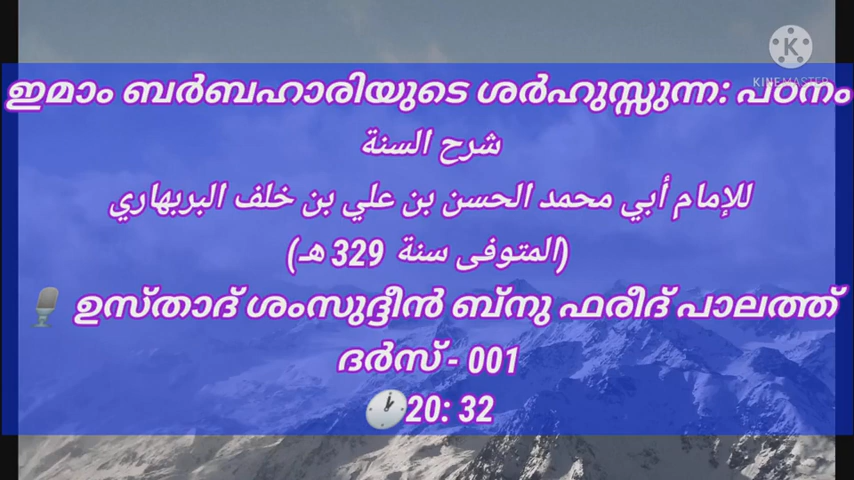 K
KINEMASTER
ഇമാം ബർബഹാരിയുടെ ശർഹുസ്സുന്ന: പഠനം
شرح السنة
للإمام أبي محمد الحسن بن علي بن خلف البربهاري
(المتوفى سنة 329 هـ)
🎙️ ഉസ്താദ് ശംസുദ്ദീൻ ബ്നു ഫരീദ് പാലത്ത്
ദർസ് - 001
🕐20: 32